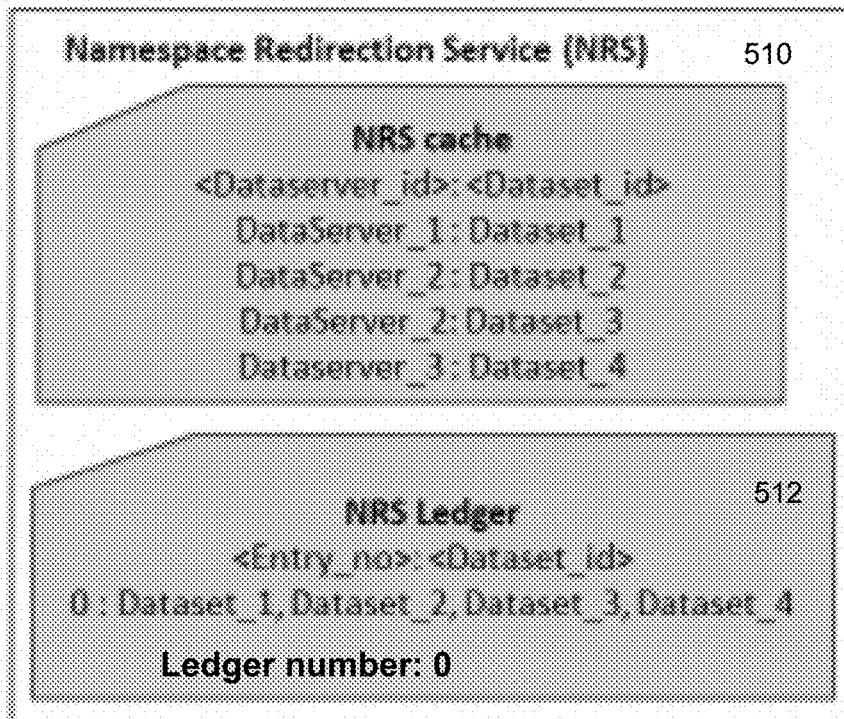 Namespace Redirection Service (NRS) 510
NRS cache
<Dataserver_id>: <Dataset_id>
DataServer_1 : Dataset_1
DataServer_2 : Dataset_2
DataServer_2: Dataset_3
Dataserver_3 : Dataset_4
512
NRS Ledger
<Entry_no>: <Dataset_id>
0 : Dataset_1, Dataset_2, Dataset_3, Dataset_4
Ledger number: 0